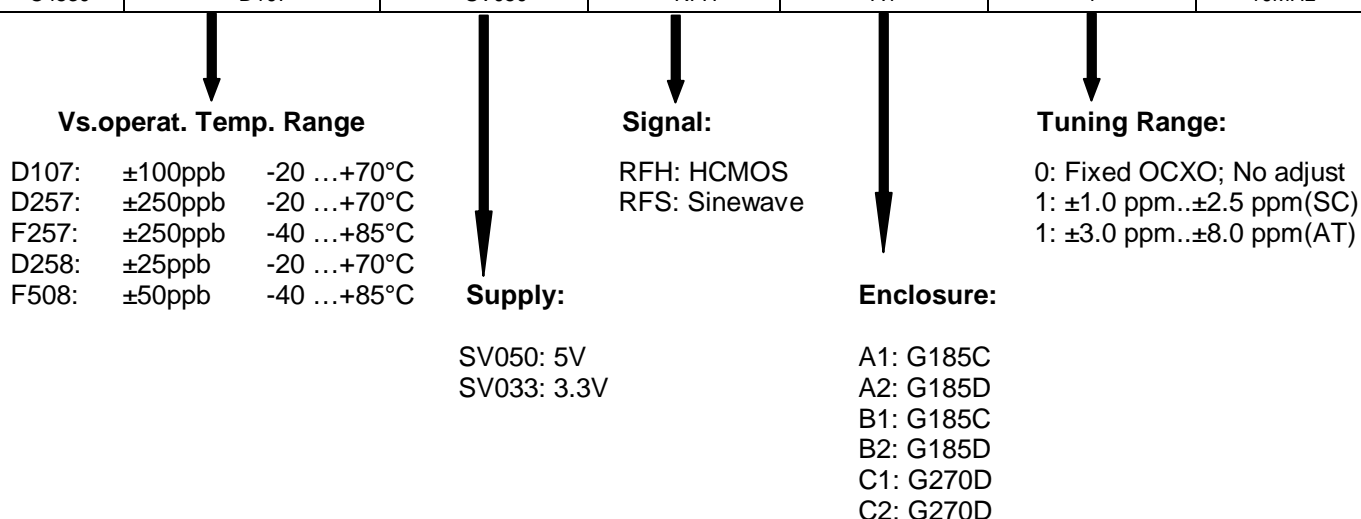 Vs.operat. Temp. Range
D107: ±100ppb -20 …+70°C
D257: ±250ppb -20 …+70°C
F257: ±250ppb -40 …+85°C
D258: ±25ppb -20 …+70°C
F508: ±50ppb -40 …+85°C
Supply:
SV050: 5V
SV033: 3.3V
Signal:
RFH: HCMOS
RFS: Sinewave
Enclosure:
A1: G185C
A2: G185D
B1: G185C
B2: G185D
C1: G270D
C2: G270D
Tuning Range:
0: Fixed OCXO; No adjust
1: ±1.0 ppm..±2.5 ppm(SC)
1: ±3.0 ppm..±8.0 ppm(AT)